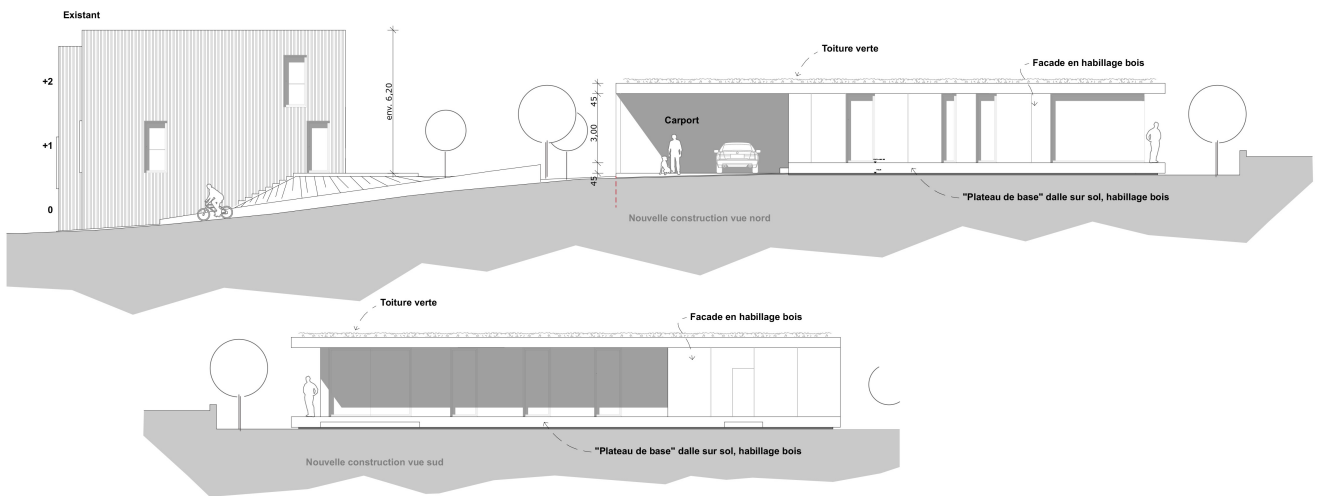 Existant
+2
+1
0
env. 6,20
45
3,00
45
Toiture verte
Facade en habillage bois
Carport
"Plateau de base" dalle sur sol, habillage bois
Nouvelle construction vue nord
Toiture verte
Facade en habillage bois
"Plateau de base" dalle sur sol, habillage bois
Nouvelle construction vue sud